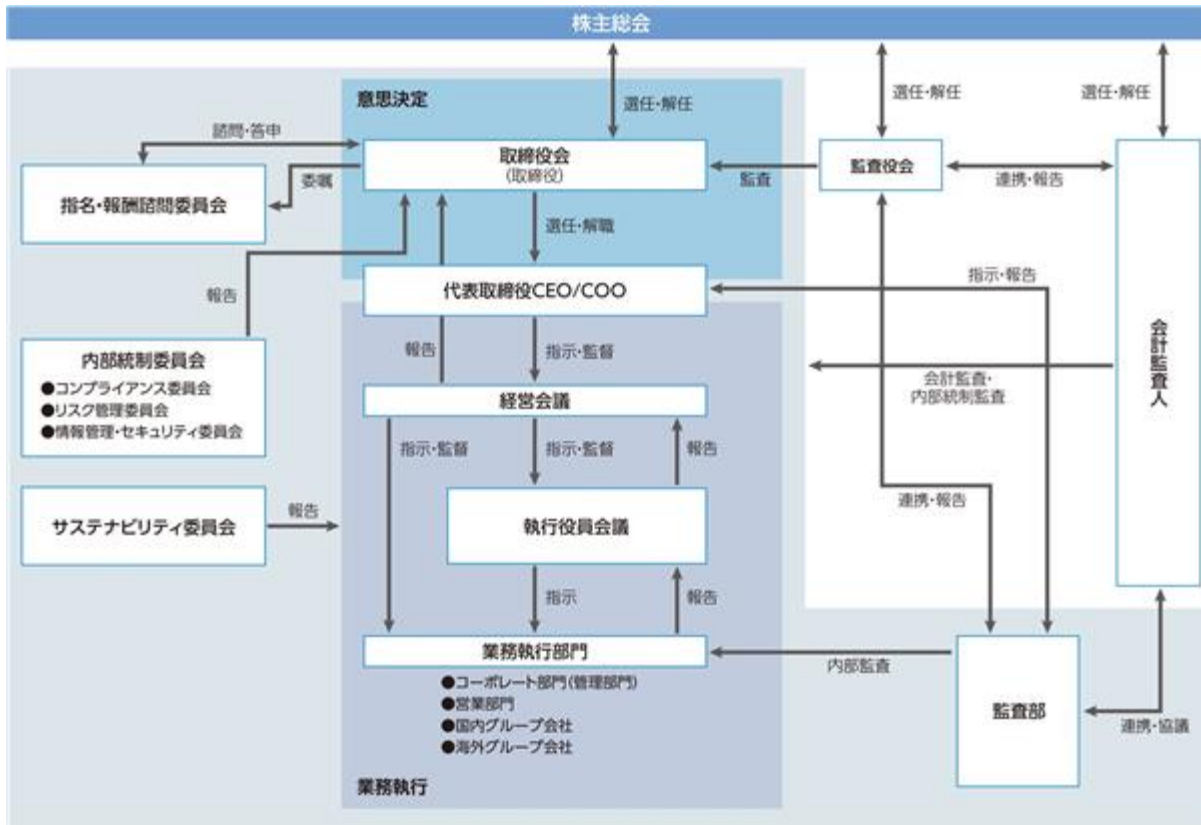 株主総会
意思決定
選任・解任
選任・解任
選任・解任
諮問・答申
取締役会
(取締役)
監査
監査役会
連携・報告
委嘱
指名・報酬諮問委員会
選任・解職
代表取締役CEO/COO
指示・報告
報告
内部統制委員会
●コンプライアンス委員会
●リスク管理委員会
●情報管理・セキュリティ委員会
報告
指示・監督
会計監査人
会計監査・
内部統制監査
経営会議
指示・監督
指示・監督
報告
連携・報告
サステナビリティ委員会
報告
執行役員会議
指示
報告
業務執行部門
●コーポレート部門(管理部門)
●営業部門
●国内グループ会社
●海外グループ会社
内部監査
監査部
連携・協議
業務執行